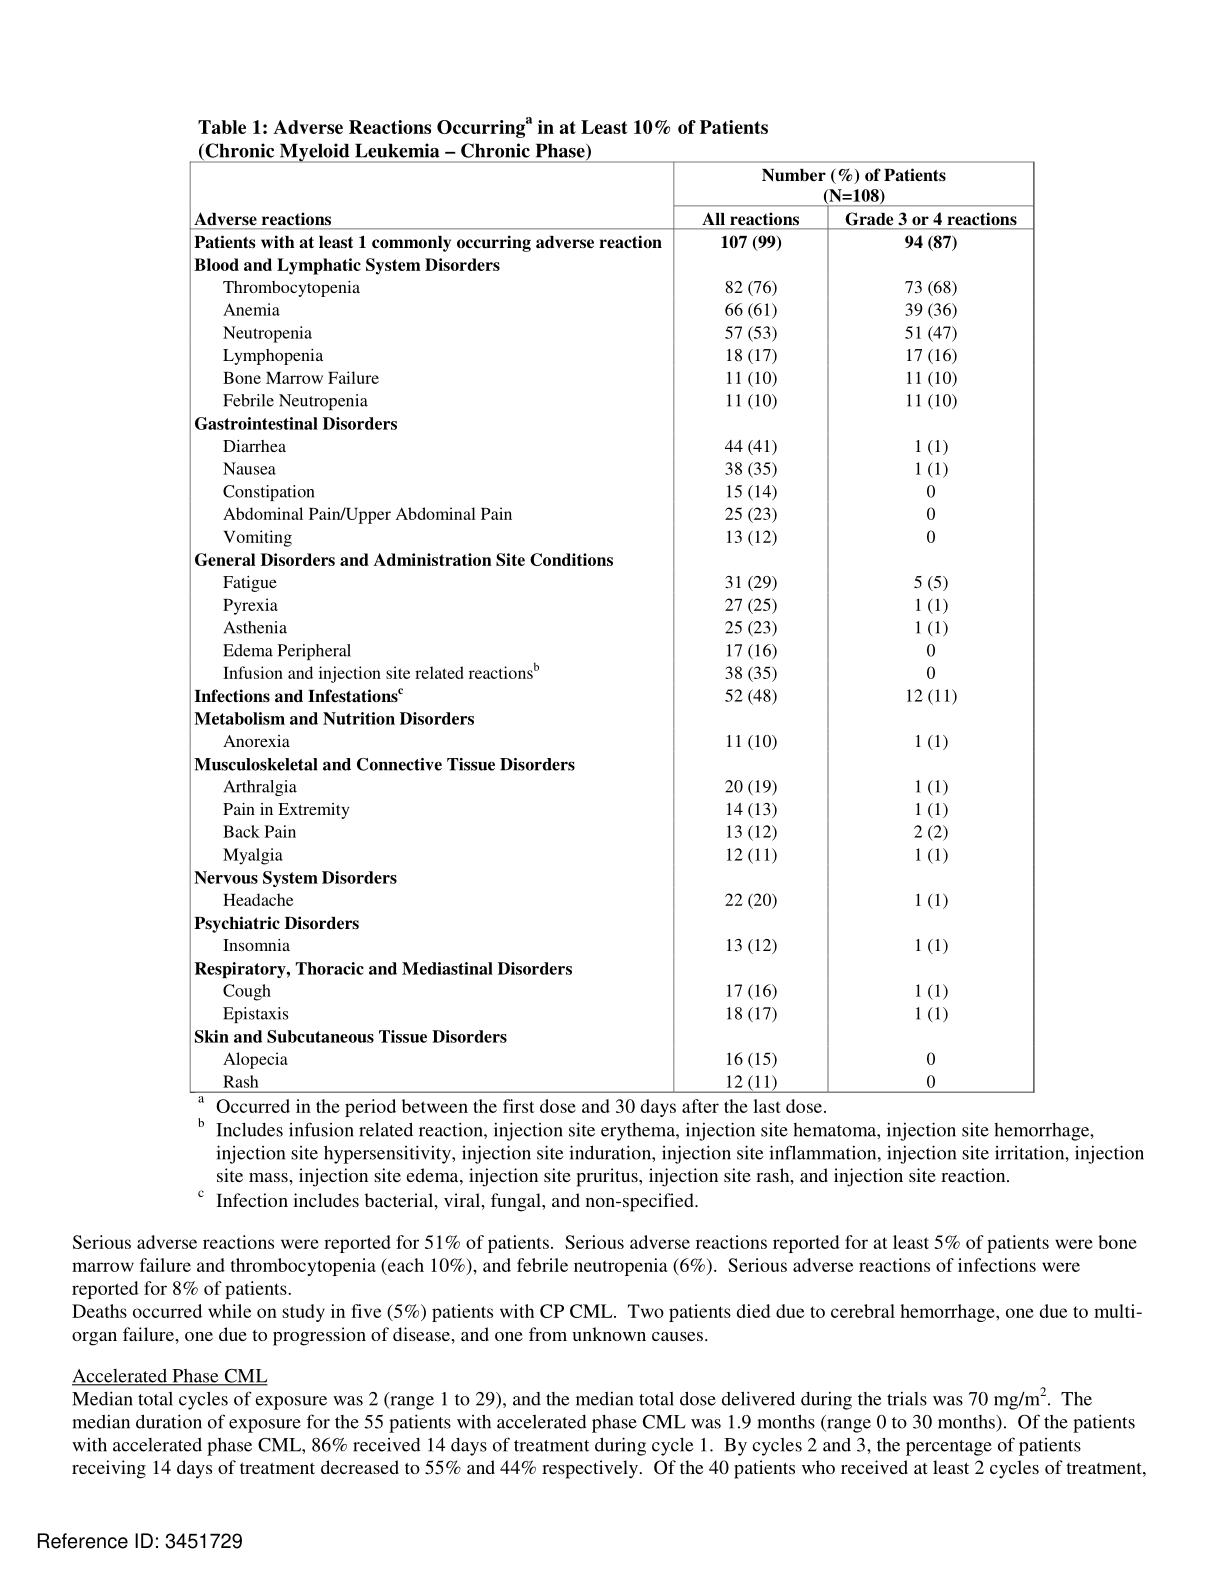 Table 1: Adverse Reactions Occurringa in at Least 10% of Patients
(Chronic Myeloid Leukemia – Chronic Phase)
Number (%) of Patients
(N=108)
Adverse reactions All reactions Grade 3 or 4 reactions
Patients with at least 1 commonly occurring adverse reaction 107 (99) 94 (87)
Blood and Lymphatic System Disorders
Thrombocytopenia 82 (76) 73 (68)
Anemia 66 (61) 39 (36)
Neutropenia 57 (53) 51 (47)
Lymphopenia 18 (17) 17 (16)
Bone Marrow Failure 11 (10) 11 (10)
Febrile Neutropenia 11 (10) 11 (10)
Gastrointestinal Disorders
Diarrhea 44 (41) 1 (1)
Nausea 38 (35) 1 (1)
Constipation 15 (14) 0
Abdominal Pain/Upper Abdominal Pain 25 (23) 0
Vomiting 13 (12) 0
General Disorders and Administration Site Conditions
Fatigue 31 (29) 5 (5)
Pyrexia 27 (25) 1 (1)
Asthenia 25 (23) 1 (1)
Edema Peripheral 17 (16) 0
Infusion and injection site related reactionsb 38 (35) 0
Infections and Infestationsc 52 (48) 12 (11)
Metabolism and Nutrition Disorders
Anorexia 11 (10) 1 (1)
Musculoskeletal and Connective Tissue Disorders
Arthralgia 20 (19) 1 (1)
Pain in Extremity 14 (13) 1 (1)
Back Pain 13 (12) 2 (2)
Myalgia 12 (11) 1 (1)
Nervous System Disorders
Headache 22 (20) 1 (1)
Psychiatric Disorders
Insomnia 13 (12) 1 (1)
Respiratory, Thoracic and Mediastinal Disorders
Cough 17 (16) 1 (1)
Epistaxis 18 (17) 1 (1)
Skin and Subcutaneous Tissue Disorders
Alopecia 16 (15) 0
Rash 12 (11) 0
a Occurred in the period between the first dose and 30 days after the last dose.
b Includes infusion related reaction, injection site erythema, injection site hematoma, injection site hemorrhage,
injection site hypersensitivity, injection site induration, injection site inflammation, injection site irritation, injection
site mass, injection site edema, injection site pruritus, injection site rash, and injection site reaction.
c Infection includes bacterial, viral, fungal, and non-specified.
Serious adverse reactions were reported for 51% of patients. Serious adverse reactions reported for at least 5% of patients were bone
marrow failure and thrombocytopenia (each 10%), and febrile neutropenia (6%). Serious adverse reactions of infections were
reported for 8% of patients.
Deaths occurred while on study in five (5%) patients with CP CML. Two patients died due to cerebral hemorrhage, one due to multi-
organ failure, one due to progression of disease, and one from unknown causes.
Accelerated Phase CML
Median total cycles of exposure was 2 (range 1 to 29), and the median total dose delivered during the trials was 70 mg/m2. The
median duration of exposure for the 55 patients with accelerated phase CML was 1.9 months (range 0 to 30 months). Of the patients
with accelerated phase CML, 86% received 14 days of treatment during cycle 1. By cycles 2 and 3, the percentage of patients
receiving 14 days of treatment decreased to 55% and 44% respectively. Of the 40 patients who received at least 2 cycles of treatment,
Reference ID: 3451729